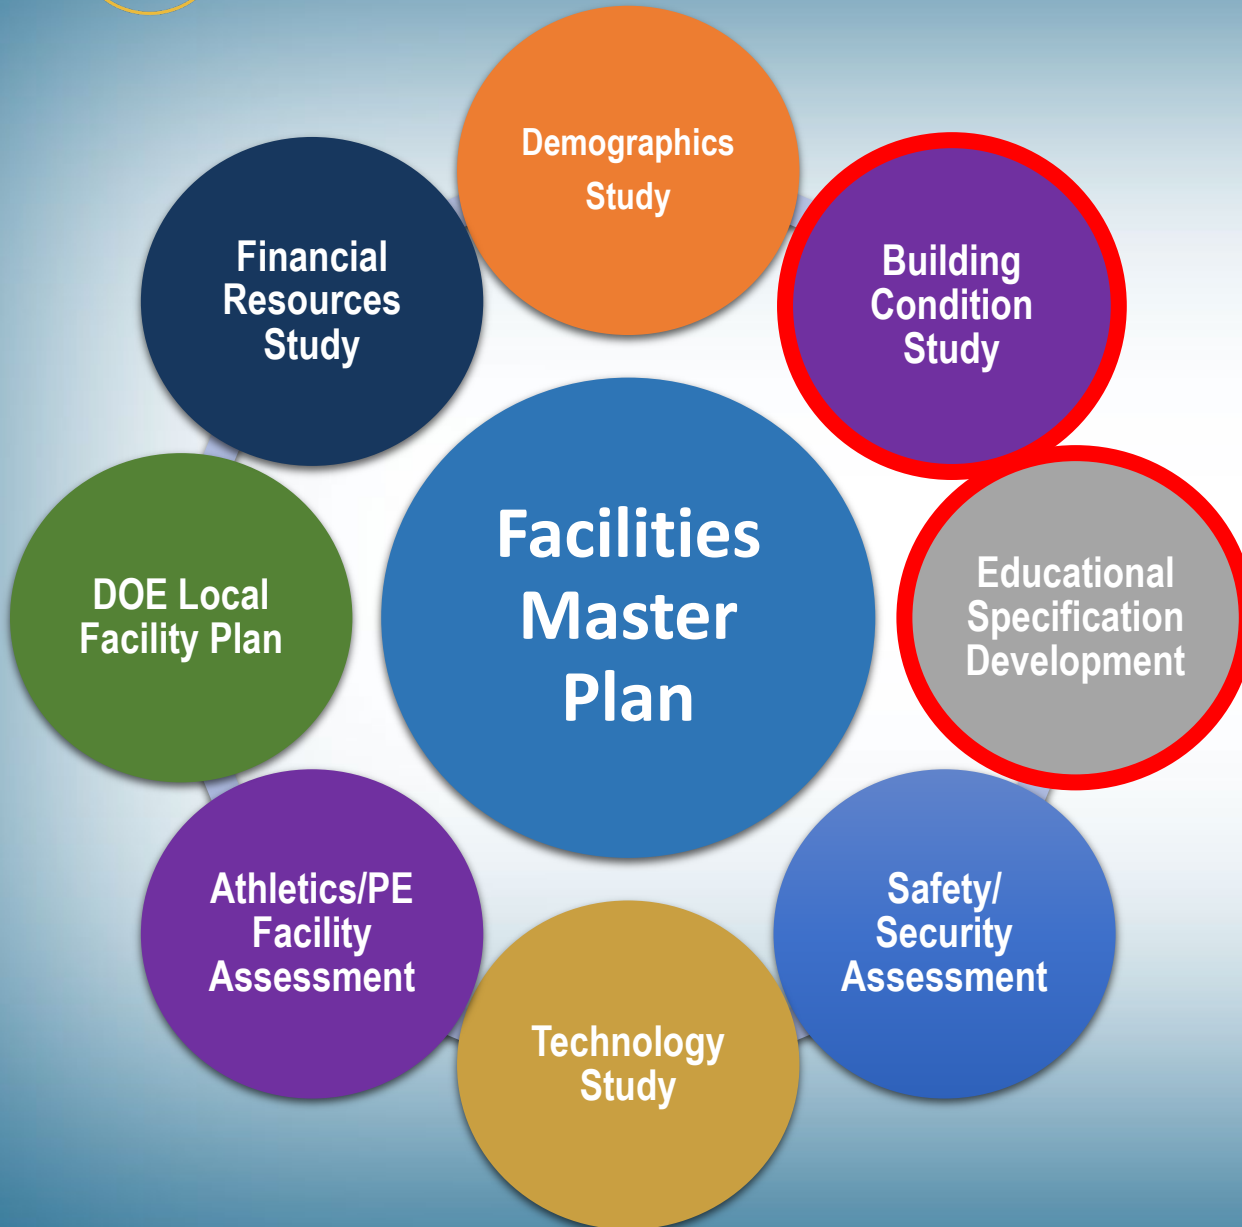 Demographics
Study
Building
Condition
Study
Educational
Specification
Development
Safety/
Security
Assessment
Technology
Study
Athletics/PE
Facility
Assessment
DOE Local
Facility Plan
Financial
Resources
Study
Facilities
Master
Plan